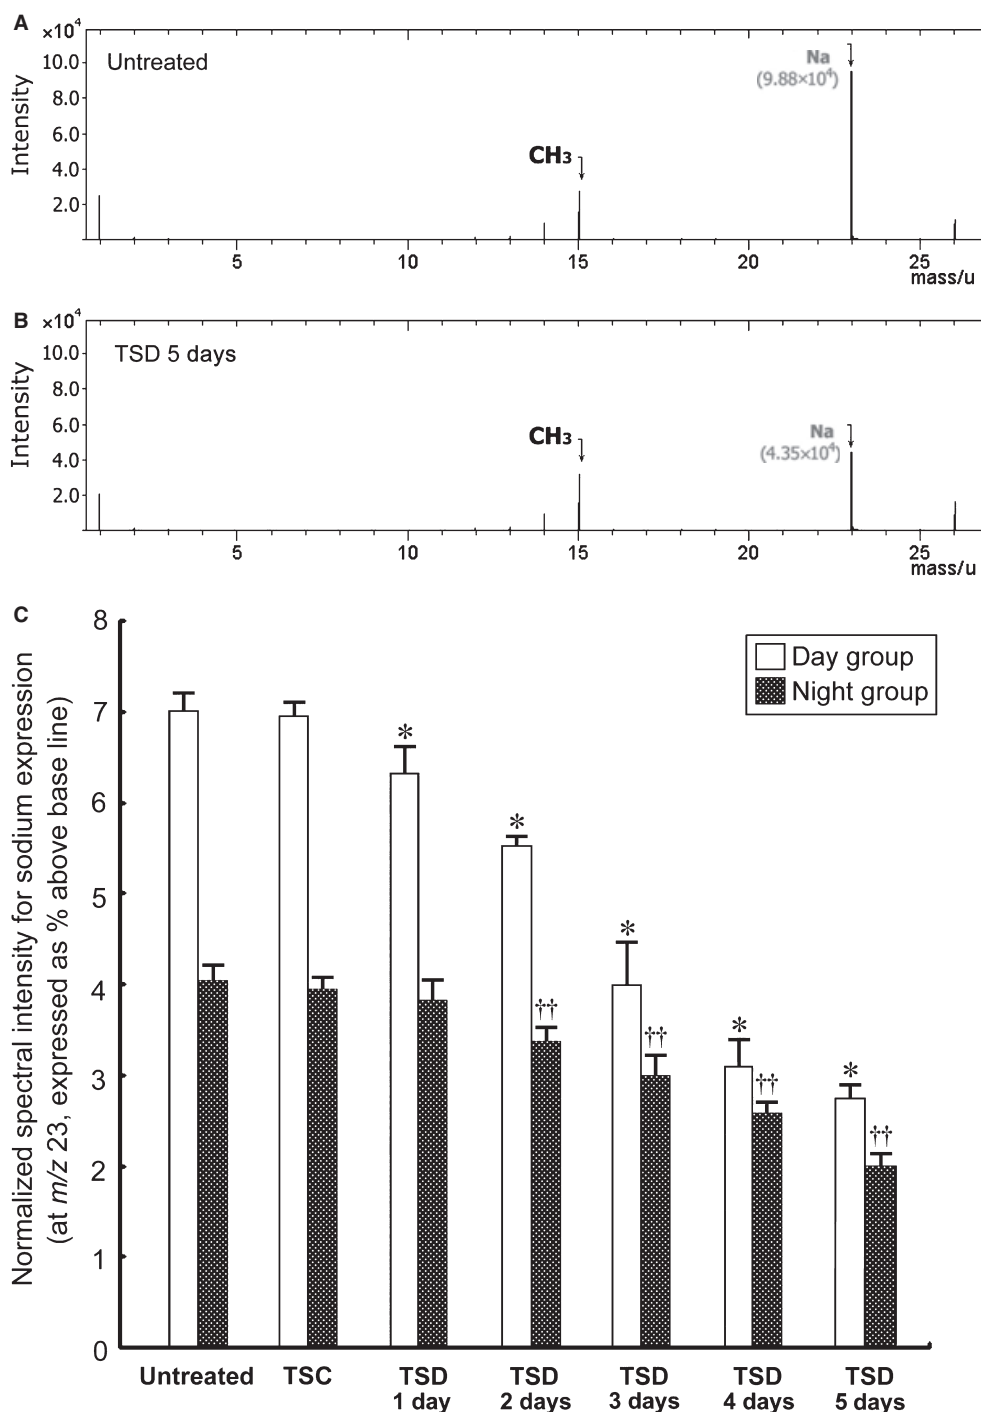 A
×10⁴
Untreated
Intensity
10.0
8.0
6.0
4.0
2.0
CH₃
Na
(9.88×10⁴)
5
10
15
20
25
mass/u
B
×10⁴
TSD 5 days
Intensity
10.0
8.0
6.0
4.0
2.0
CH₃
Na
(4.35×10⁴)
5
10
15
20
25
mass/u
C
Normalized spectral intensity for sodium expression
(at m/z 23, expressed as % above base line)
8
7
6
5
4
3
2
1
0
Day group
Night group
*
*
††
*
††
*
††
*
††
Untreated
TSC
TSD
1 day
TSD
2 days
TSD
3 days
TSD
4 days
TSD
5 days